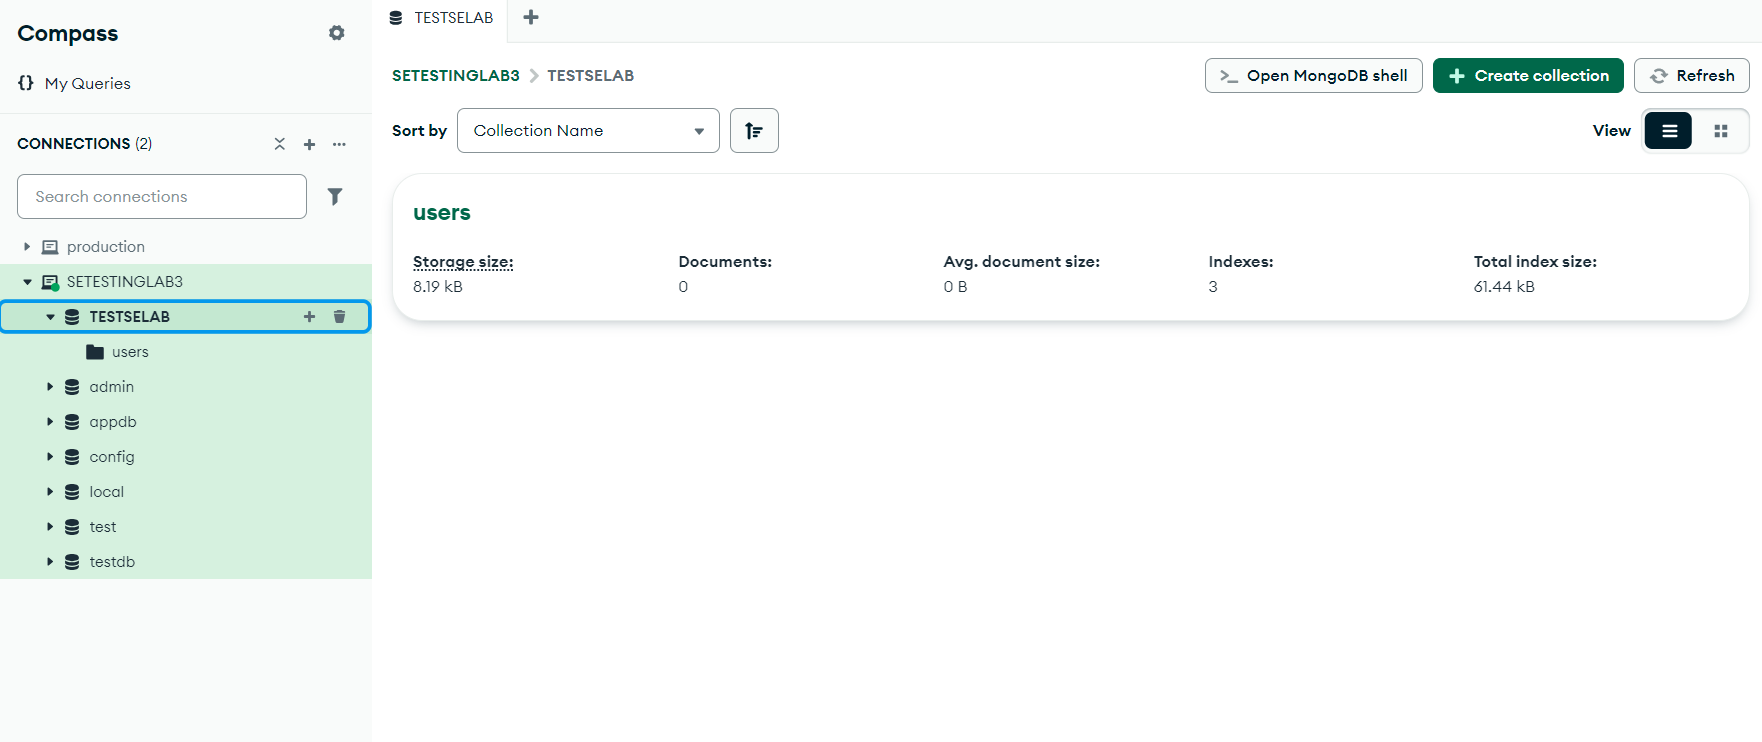 Compass
{} My Queries
CONNECTIONS (2)
Search connections
production
SETESTINGLAB3
TESTSELAB
users
admin
appdb
config
local
test
testdb
TESTSELAB
SETESTINGLAB3 > TESTSELAB
>_ Open MongoDB shell
+ Create collection
Refresh
Sort by
Collection Name
View
users
Storage size: Documents: Avg. document size: Indexes: Total index size:
8.19 kB 0 0 B 3 61.44 kB